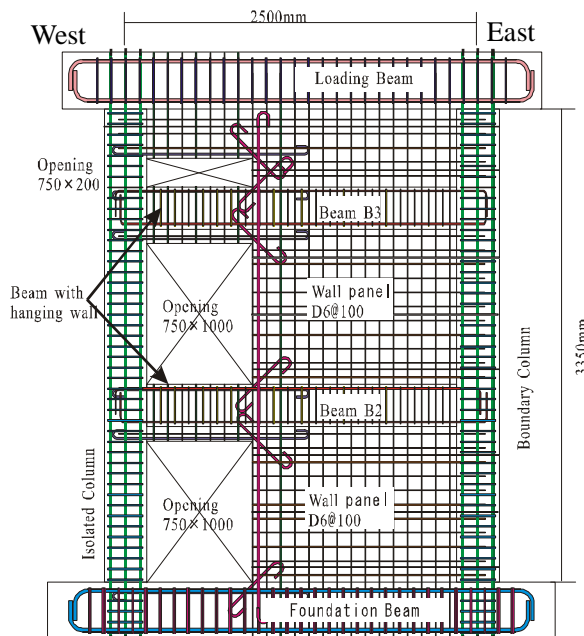 2500mm
West
East
Loading Beam
Opening
750×200
Beam B3
Beam with
hanging wall
Opening
750×1000
Wall panel
D6@100
3350mm
Boundary Column
Beam B2
Isolated Column
Opening
750×1000
Wall panel
D6@100
Foundation Beam